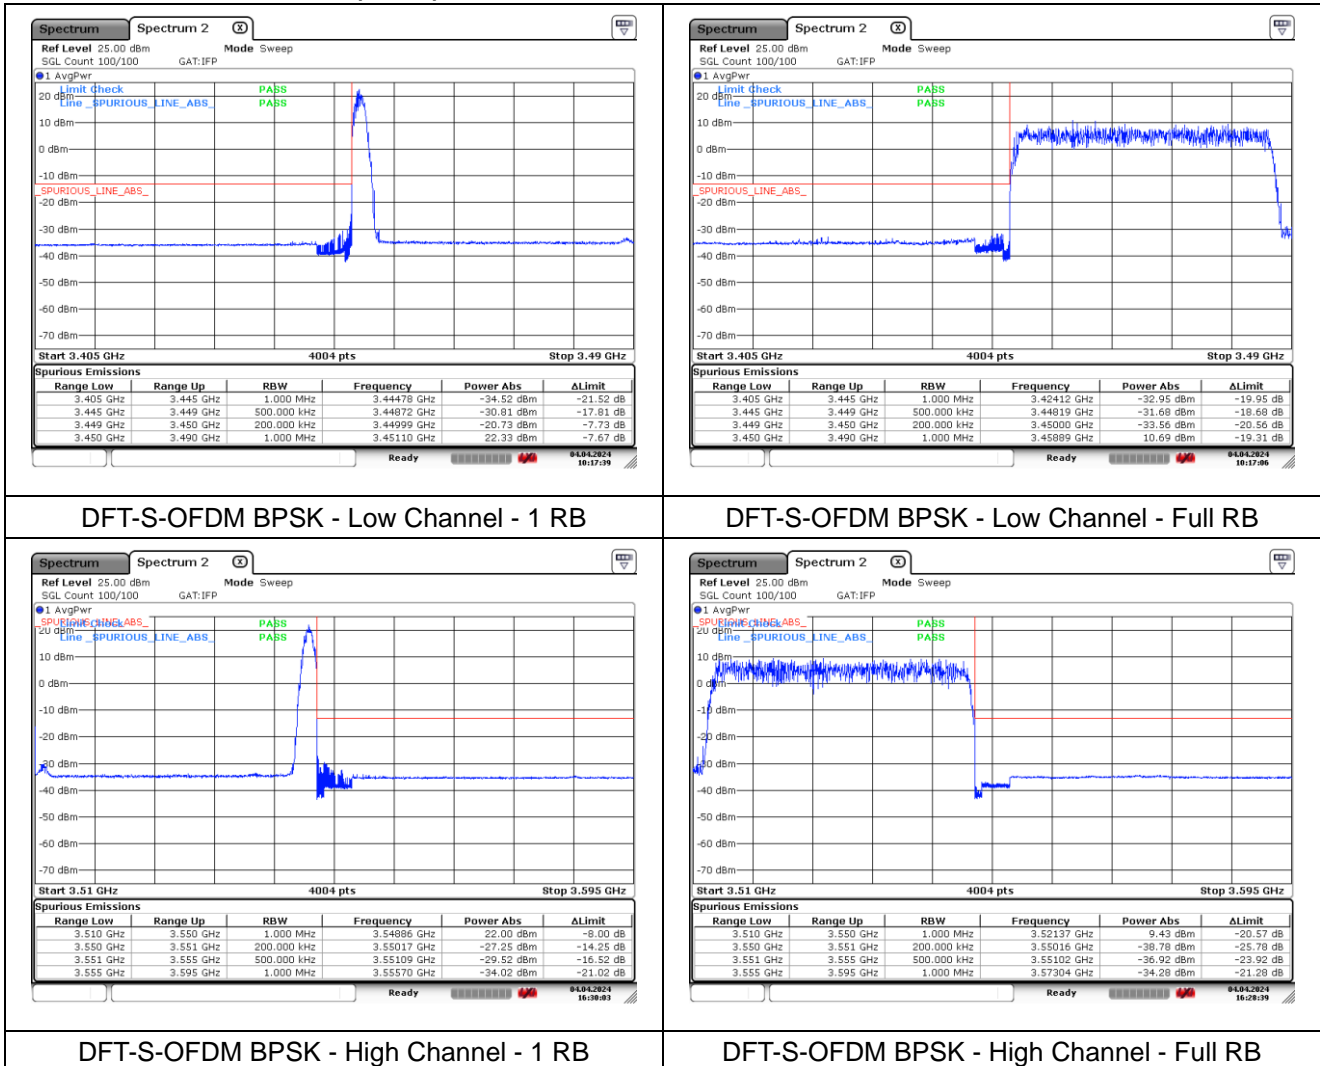 Spectrum Spectrum 2 X
Ref Level 25.00 dBm Mode Sweep
SGL Count 100/100 GAT:IFP
1 AvgPwr
Limit Check PASS
Line _SPURIOUS_LINE_ABS_ PASS
20 dBm
10 dBm
0 dBm
-10 dBm
_SPURIOUS_LINE_ABS_
-20 dBm
-30 dBm
-40 dBm
-50 dBm
-60 dBm
-70 dBm
Start 3.405 GHz 4004 pts Stop 3.49 GHz
Spurious Emissions
Range Low Range Up RBW Frequency Power Abs ΔLimit
3.405 GHz 3.445 GHz 1.000 MHz 3.44478 GHz -34.52 dBm -21.52 dB
3.445 GHz 3.449 GHz 500.000 kHz 3.44872 GHz -30.81 dBm -17.81 dB
3.449 GHz 3.450 GHz 200.000 kHz 3.44999 GHz -20.73 dBm -7.73 dB
3.450 GHz 3.490 GHz 1.000 MHz 3.45110 GHz 22.33 dBm -7.67 dB
Ready 04.04.2024
10:17:39
DFT-S-OFDM BPSK - Low Channel - 1 RB
Spectrum Spectrum 2 X
Ref Level 25.00 dBm Mode Sweep
SGL Count 100/100 GAT:IFP
1 AvgPwr
Limit Check PASS
Line _SPURIOUS_LINE_ABS_ PASS
20 dBm
10 dBm
0 dBm
-10 dBm
_SPURIOUS_LINE_ABS_
-20 dBm
-30 dBm
-40 dBm
-50 dBm
-60 dBm
-70 dBm
Start 3.405 GHz 4004 pts Stop 3.49 GHz
Spurious Emissions
Range Low Range Up RBW Frequency Power Abs ΔLimit
3.405 GHz 3.445 GHz 1.000 MHz 3.42412 GHz -32.95 dBm -19.95 dB
3.445 GHz 3.449 GHz 500.000 kHz 3.44819 GHz -31.68 dBm -18.68 dB
3.449 GHz 3.450 GHz 200.000 kHz 3.45000 GHz -33.56 dBm -20.56 dB
3.450 GHz 3.490 GHz 1.000 MHz 3.45889 GHz 10.69 dBm -19.31 dB
Ready 04.04.2024
10:17:06
DFT-S-OFDM BPSK - Low Channel - Full RB
Spectrum Spectrum 2 X
Ref Level 25.00 dBm Mode Sweep
SGL Count 100/100 GAT:IFP
1 AvgPwr
_SPURIOUS_LINE_ABS_
Limit Check PASS
Line _SPURIOUS_LINE_ABS_ PASS
20 dBm
10 dBm
0 dBm
-10 dBm
-20 dBm
-30 dBm
-40 dBm
-50 dBm
-60 dBm
-70 dBm
Start 3.51 GHz 4004 pts Stop 3.595 GHz
Spurious Emissions
Range Low Range Up RBW Frequency Power Abs ΔLimit
3.510 GHz 3.550 GHz 1.000 MHz 3.54886 GHz 22.00 dBm -8.00 dB
3.550 GHz 3.551 GHz 200.000 kHz 3.55017 GHz -27.25 dBm -14.25 dB
3.551 GHz 3.555 GHz 500.000 kHz 3.55109 GHz -29.52 dBm -16.52 dB
3.555 GHz 3.595 GHz 1.000 MHz 3.55570 GHz -34.02 dBm -21.02 dB
Ready 04.04.2024
16:30:03
DFT-S-OFDM BPSK - High Channel - 1 RB
Spectrum Spectrum 2 X
Ref Level 25.00 dBm Mode Sweep
SGL Count 100/100 GAT:IFP
1 AvgPwr
_SPURIOUS_LINE_ABS_
Limit Check PASS
Line _SPURIOUS_LINE_ABS_ PASS
20 dBm
10 dBm
0 dBm
-10 dBm
-20 dBm
-30 dBm
-40 dBm
-50 dBm
-60 dBm
-70 dBm
Start 3.51 GHz 4004 pts Stop 3.595 GHz
Spurious Emissions
Range Low Range Up RBW Frequency Power Abs ΔLimit
3.510 GHz 3.550 GHz 1.000 MHz 3.52137 GHz 9.43 dBm -20.57 dB
3.550 GHz 3.551 GHz 200.000 kHz 3.55016 GHz -38.78 dBm -25.78 dB
3.551 GHz 3.555 GHz 500.000 kHz 3.55102 GHz -36.92 dBm -23.92 dB
3.555 GHz 3.595 GHz 1.000 MHz 3.57304 GHz -34.28 dBm -21.28 dB
Ready 04.04.2024
16:28:39
DFT-S-OFDM BPSK - High Channel - Full RB